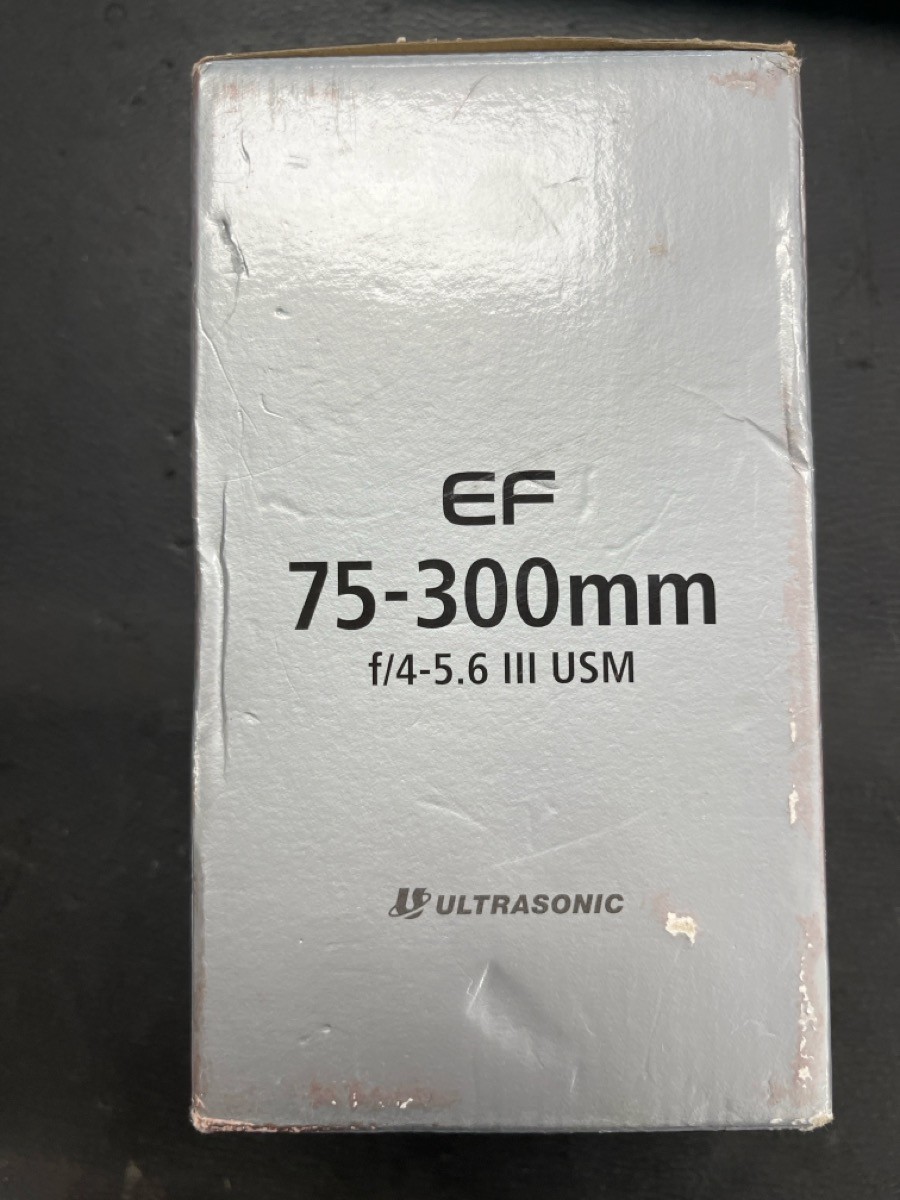 EF
75-300mm
f/4-5.6 III USM
ULTRASONIC